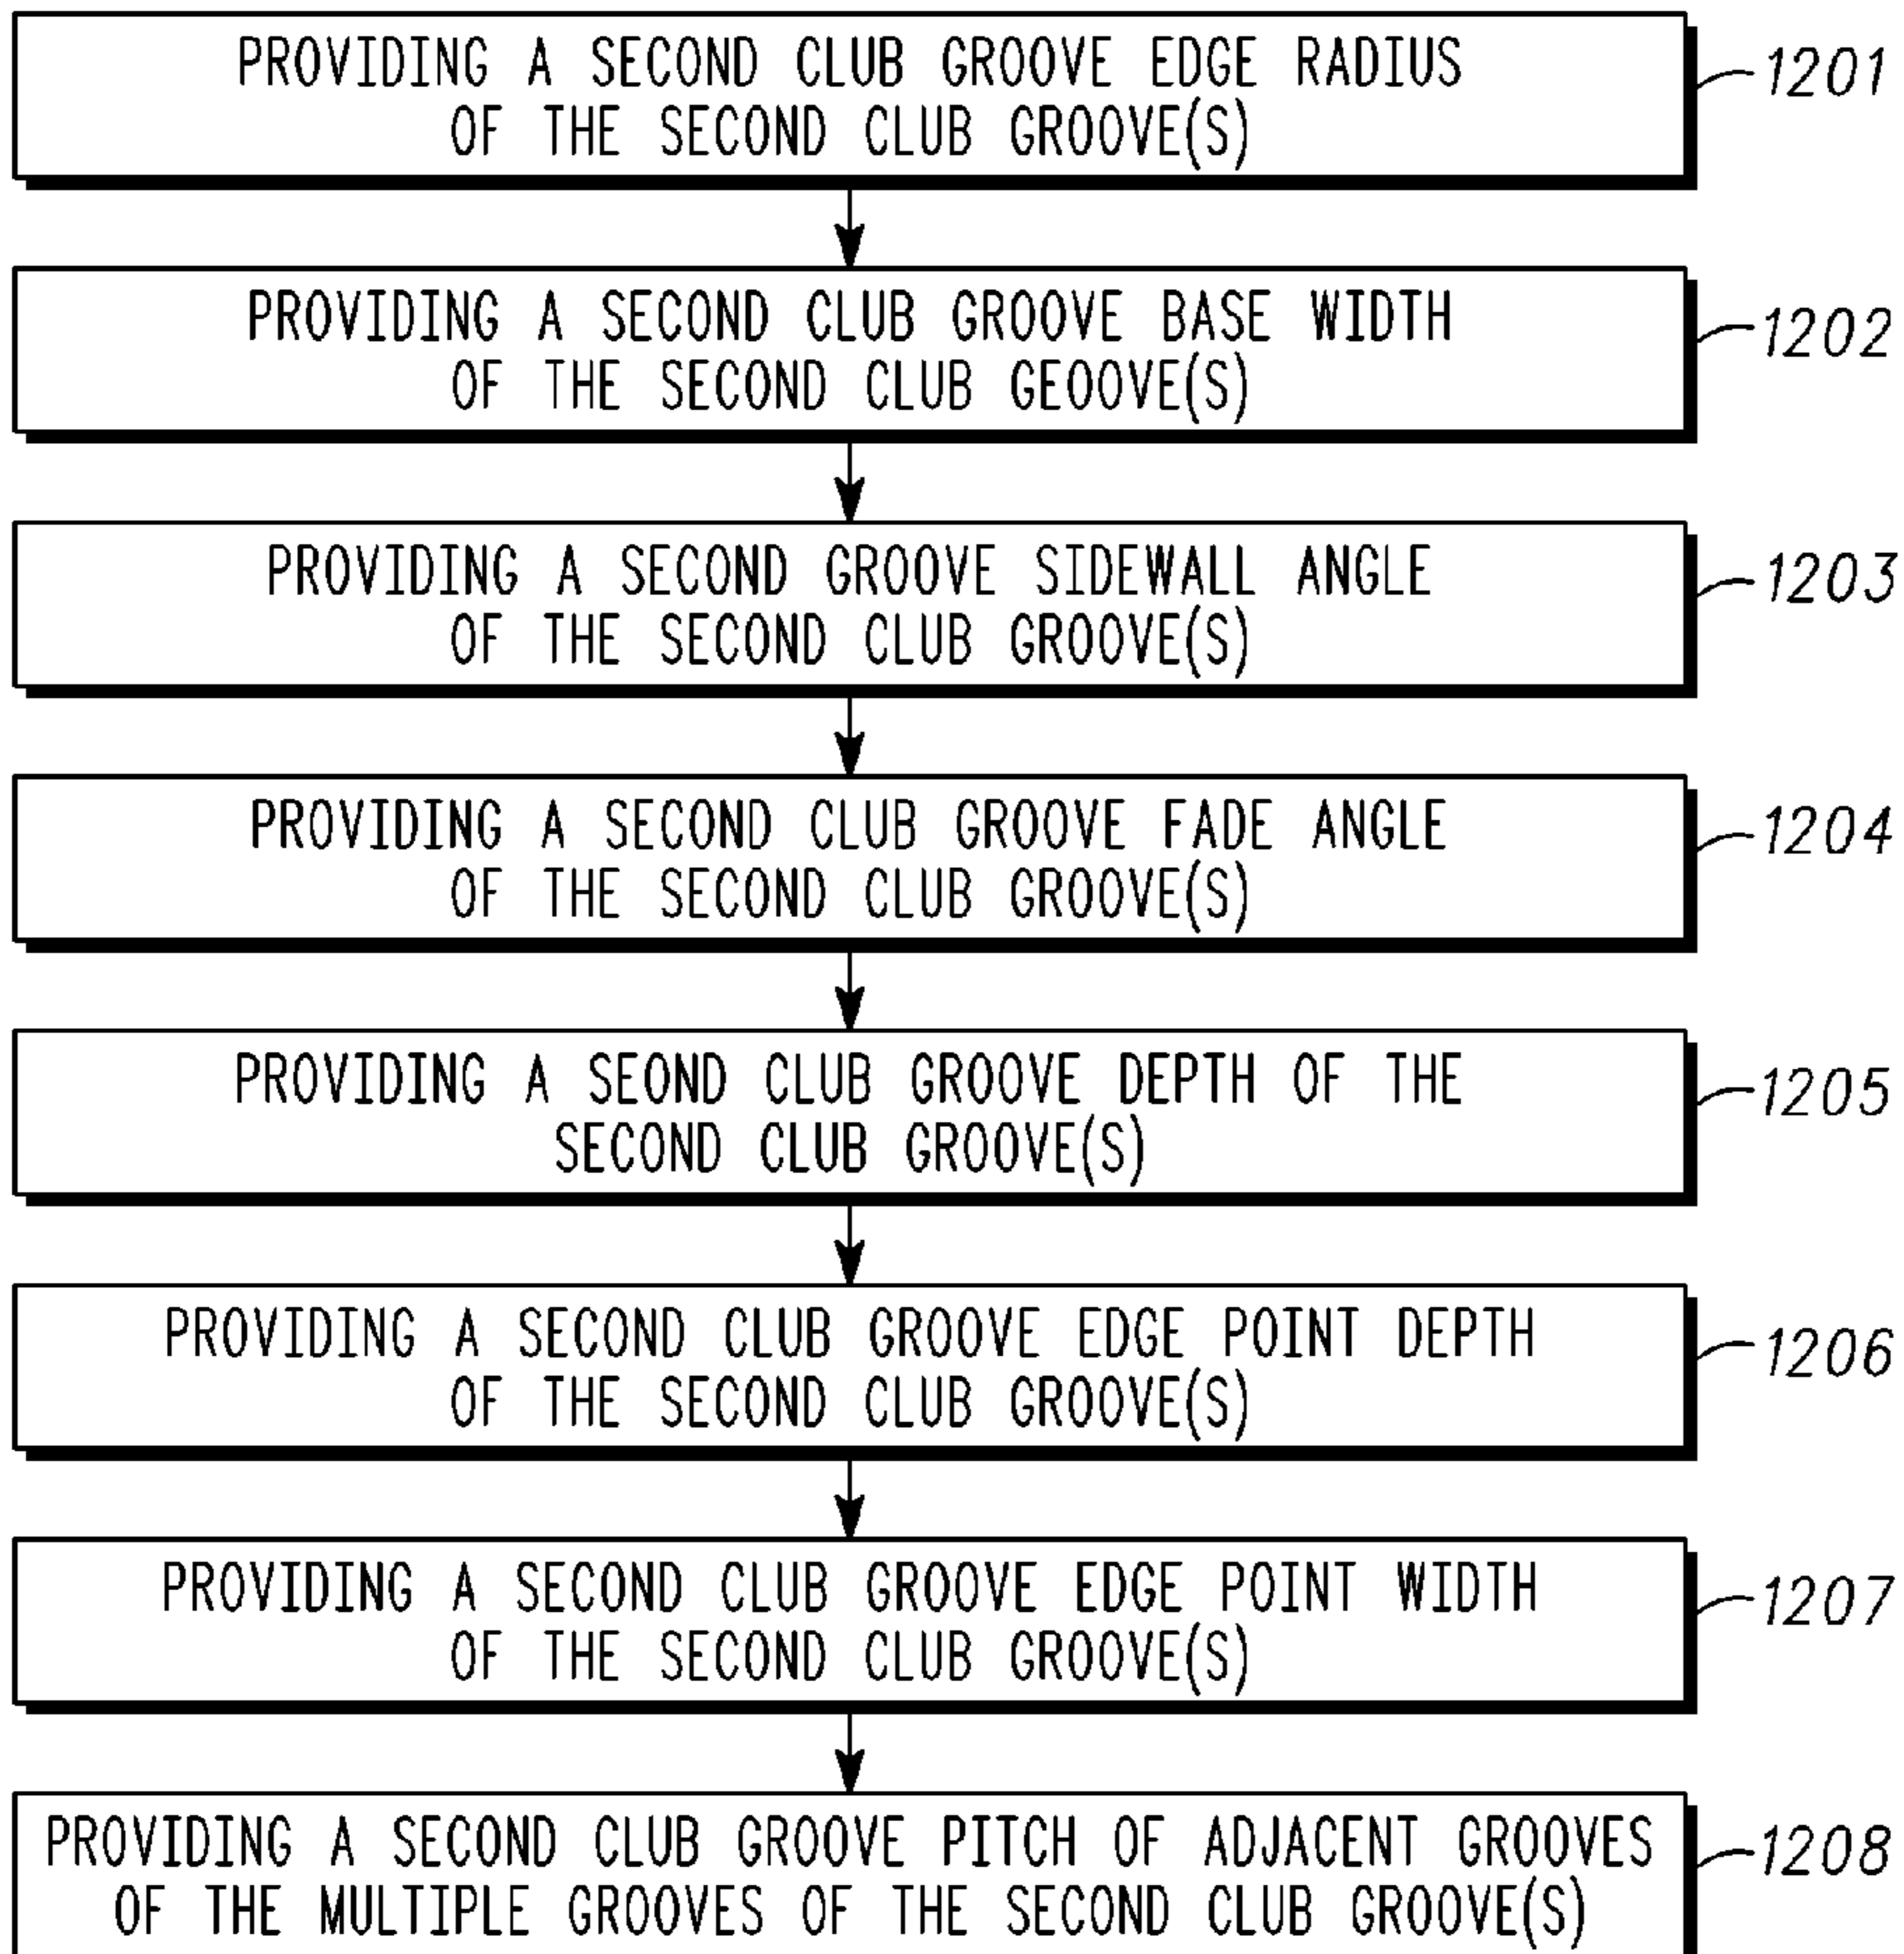 PROVIDING A SECOND CLUB GROOVE EDGE RADIUS
OF THE SECOND CLUB GROOVE(S)
1201
PROVIDING A SECOND CLUB GROOVE BASE WIDTH
OF THE SECOND CLUB GEOOVE(S)
1202
PROVIDING A SECOND GROOVE SIDEWALL ANGLE
OF THE SECOND CLUB GROOVE(S)
1203
PROVIDING A SECOND CLUB GROOVE FADE ANGLE
OF THE SECOND CLUB GROOVE(S)
1204
PROVIDING A SEOND CLUB GROOVE DEPTH OF THE
SECOND CLUB GROOVE(S)
1205
PROVIDING A SECOND CLUB GROOVE EDGE POINT DEPTH
OF THE SECOND CLUB GROOVE(S)
1206
PROVIDING A SECOND CLUB GROOVE EDGE POINT WIDTH
OF THE SECOND CLUB GROOVE(S)
1207
PROVIDING A SECOND CLUB GROOVE PITCH OF ADJACENT GROOVES
OF THE MULTIPLE GROOVES OF THE SECOND CLUB GROOVE(S)
1208